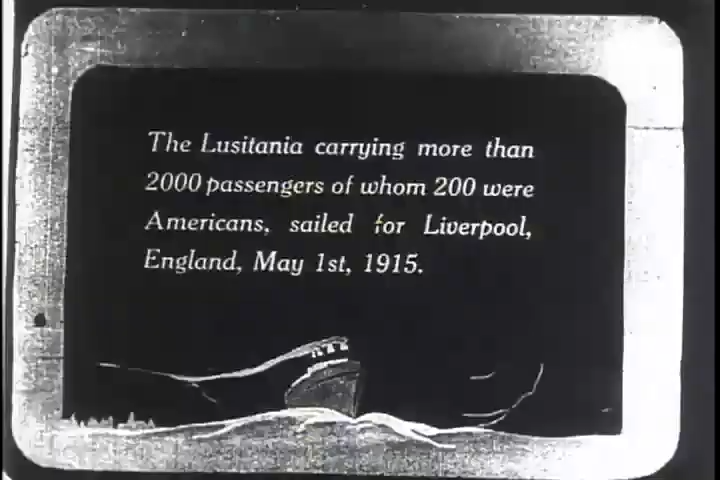 The Lusitania carrying more than
2000 passengers of whom 200 were
Americans, sailed for Liverpool,
England, May 1st, 1915.